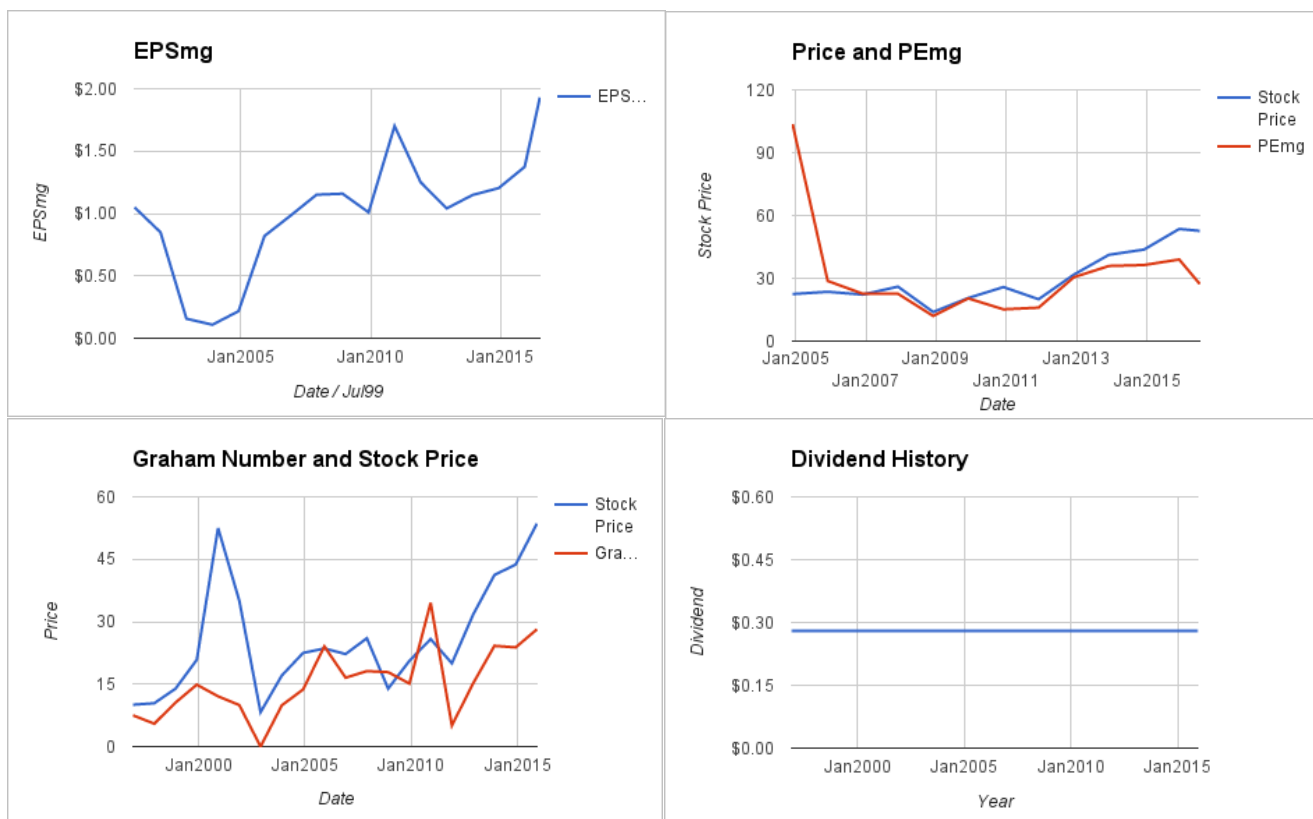 EPSmg
$2.00
$1.50
$1.00
$0.50
$0.00
EPSmg
EPS...
Jan2005
Jan2010
Jan2015
Date / Jul99
Price and PEmg
120
90
60
30
0
Stock Price
Stock
Price
PEmg
Jan2005
Jan2009
Jan2013
Jan2007
Jan2011
Jan2015
Date
Graham Number and Stock Price
60
45
30
15
0
Price
Stock
Price
Gra...
Jan2000
Jan2005
Jan2010
Jan2015
Date
Dividend History
$0.60
$0.45
$0.30
$0.15
$0.00
Dividend
Jan2000
Jan2005
Jan2010
Jan2015
Year